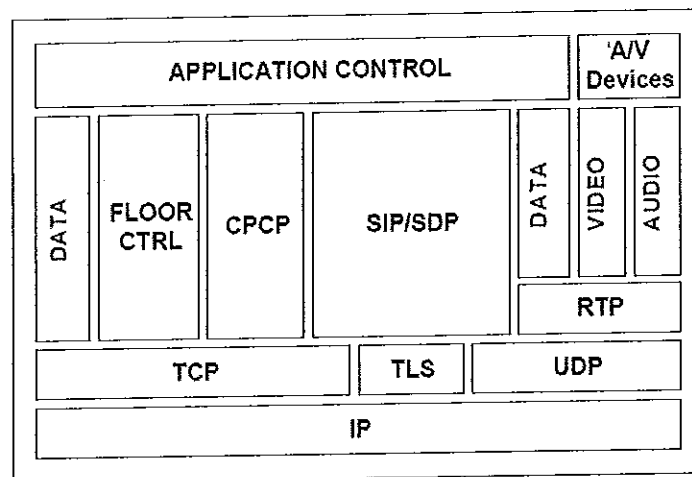 APPLICATION CONTROL
'A/V
Devices
DATA
FLOOR
CTRL
CPCP
SIP/SDP
DATA
VIDEO
AUDIO
RTP
TCP
TLS
UDP
IP